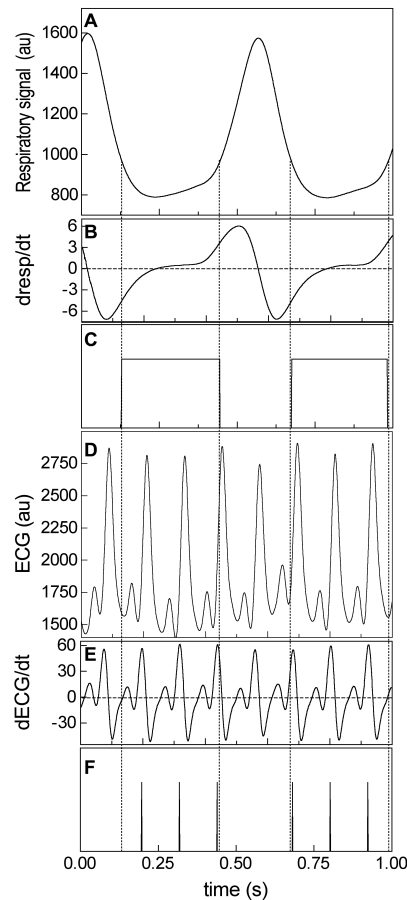 A
Respiratory signal (au)
1600
1400
1200
1000
800
B
dresp/dt
6
3
0
-3
-6
C
D
ECG (au)
2750
2500
2250
2000
1750
1500
E
dECG/dt
60
30
0
-30
F
0.00 0.25 0.50 0.75 1.00
time (s)